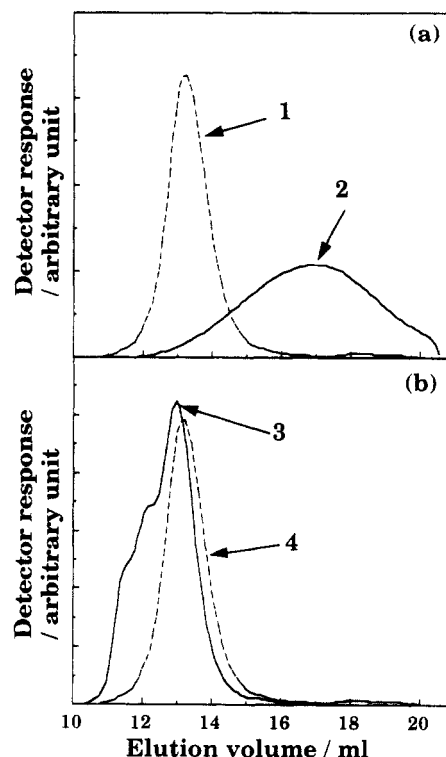 (a)
Detector response
/ arbitrary unit
1
2
(b)
Detector response
/ arbitrary unit
3
4
10 12 14 16 18 20
Elution volume / ml